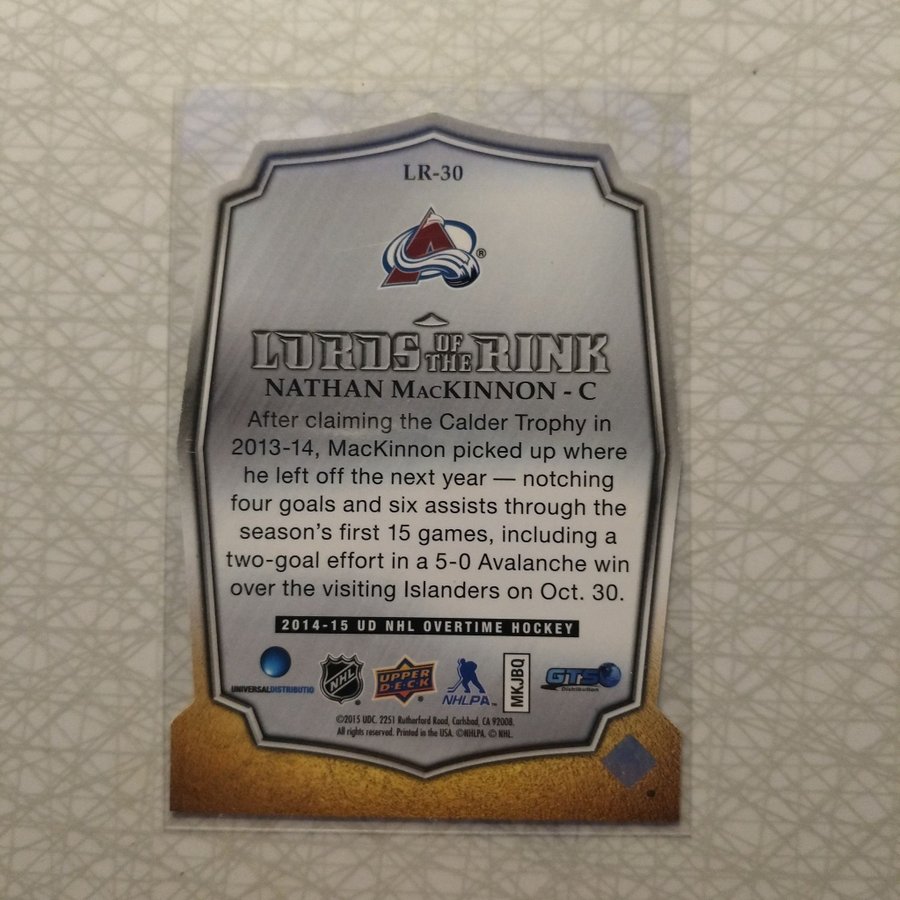 LR-30
®
LORDS OF THE RINK
NATHAN MacKINNON - C
After claiming the Calder Trophy in
2013-14, MacKinnon picked up where
he left off the next year — notching
four goals and six assists through the
season's first 15 games, including a
two-goal effort in a 5-0 Avalanche win
over the visiting Islanders on Oct. 30.
2014-15 UD NHL OVERTIME HOCKEY
UNIVERSALDISTRIBUTIO
NHL
UPPER D·E·C·K
NHLPA™
MKJBQ
GTS
Distribution
©2015 UDC. 2251 Rutherford Road, Carlsbad, CA 92008.
All rights reserved. Printed in the USA. ©NHLPA. © NHL.